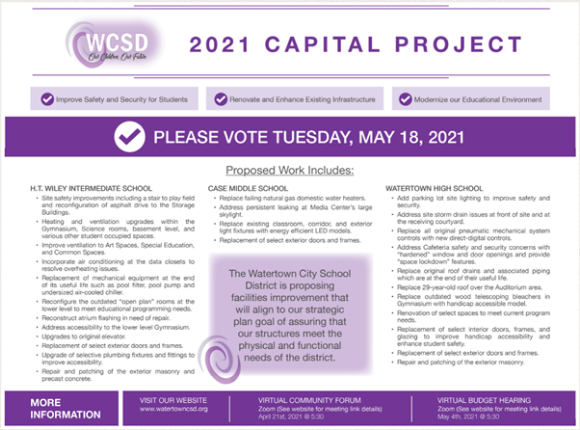 WCSD
Our Children, Our Future
2021 CAPITAL PROJECT
Improve Safety and Security for Students
Renovate and Enhance Existing Infrastructure
Modernize our Educational Environment
PLEASE VOTE TUESDAY, MAY 18, 2021
Proposed Work Includes:
H.T. WILEY INTERMEDIATE SCHOOL
• Site safety improvements including a stair to play field
and reconfiguration of asphalt drive to the Storage
Buildings.
• Heating and ventilation upgrades within the
Gymnasium, Science rooms, basement level, and
various other student occupied spaces.
• Improve ventilation to Art Spaces, Special Education,
and Common Spaces.
• Incorporate air conditioning at the data closets to
resolve overheating issues.
• Replacement of mechanical equipment at the end
of its useful life such as pool filter, pool pump and
undersized air-cooled chiller.
• Reconfigure the outdated "open plan" rooms at the
lower level to meet educational programming needs.
• Reconstruct atrium flashing in need of repair.
• Address accessibility to the lower level Gymnasium.
• Upgrades to original elevator.
• Replacement of select exterior doors and frames.
• Upgrade of selective plumbing fixtures and fittings to
improve accessibility.
• Repair and patching of the exterior masonry and
precast concrete.
CASE MIDDLE SCHOOL
• Replace failing natural gas domestic water heaters.
• Address persistent leaking at Media Center's large
skylight.
• Replace existing classroom, corridor, and exterior
light fixtures with energy efficient LED models.
• Replacement of select exterior doors and frames.
The Watertown City School
District is proposing
facilities improvement that
will align to our strategic
plan goal of assuring that
our structures meet the
physical and functional
needs of the district.
WATERTOWN HIGH SCHOOL
• Add parking lot site lighting to improve safety and
security.
• Address site storm drain issues at front of site and at
the receiving courtyard.
• Replace all original pneumatic mechanical system
controls with new direct-digital controls.
• Address Cafeteria safety and security concerns with
"hardened" window and door openings and provide
"space lockdown" features.
• Replace original roof drains and associated piping
which are at the end of their useful life.
• Replace 29-year-old roof over the Auditorium area.
• Replace outdated wood telescoping bleachers in
Gymnasium with handicap accessible model.
• Renovation of select spaces to meet current program
needs.
• Replacement of select interior doors, frames, and
glazing to improve handicap accessibility and
enhance student safety.
• Replacement of select exterior doors and frames.
• Repair and patching of the exterior masonry.
MORE
INFORMATION
VISIT OUR WEBSITE
www.watertowncsd.org
VIRTUAL COMMUNITY FORUM
Zoom (See website for meeting link details)
April 21st, 2021 @ 5:30
VIRTUAL BUDGET HEARING
Zoom (See website for meeting link details)
May 4th, 2021 @ 5:30